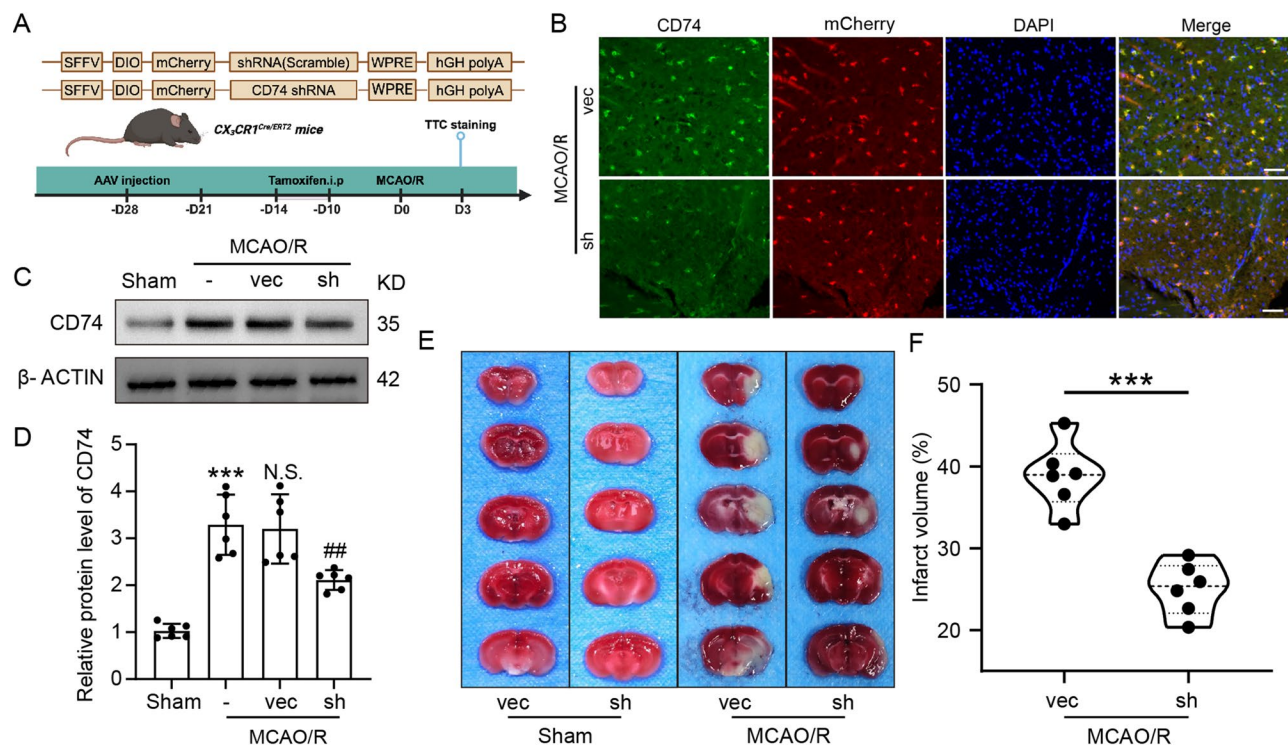 A
SFFV DIO mCherry shRNA(Scramble) WPRE hGH polyA
SFFV DIO mCherry CD74 shRNA WPRE hGH polyA
CX₃CR1^Cre/ERT2 mice
TTC staining
AAV injection Tamoxifen.i.p MCAO/R
-D28 -D21 -D14 -D10 D0 D3
B
CD74 mCherry DAPI Merge
MCAO/R
vec
sh
C
MCAO/R
Sham - vec sh KD
CD74 35
β- ACTIN 42
D
Relative protein level of CD74
5
4
3
2
1
0
***
N.S.
##
Sham - vec sh
MCAO/R
E
vec sh vec sh
Sham MCAO/R
F
Infarct volume (%)
50
40
30
20
***
vec sh
MCAO/R